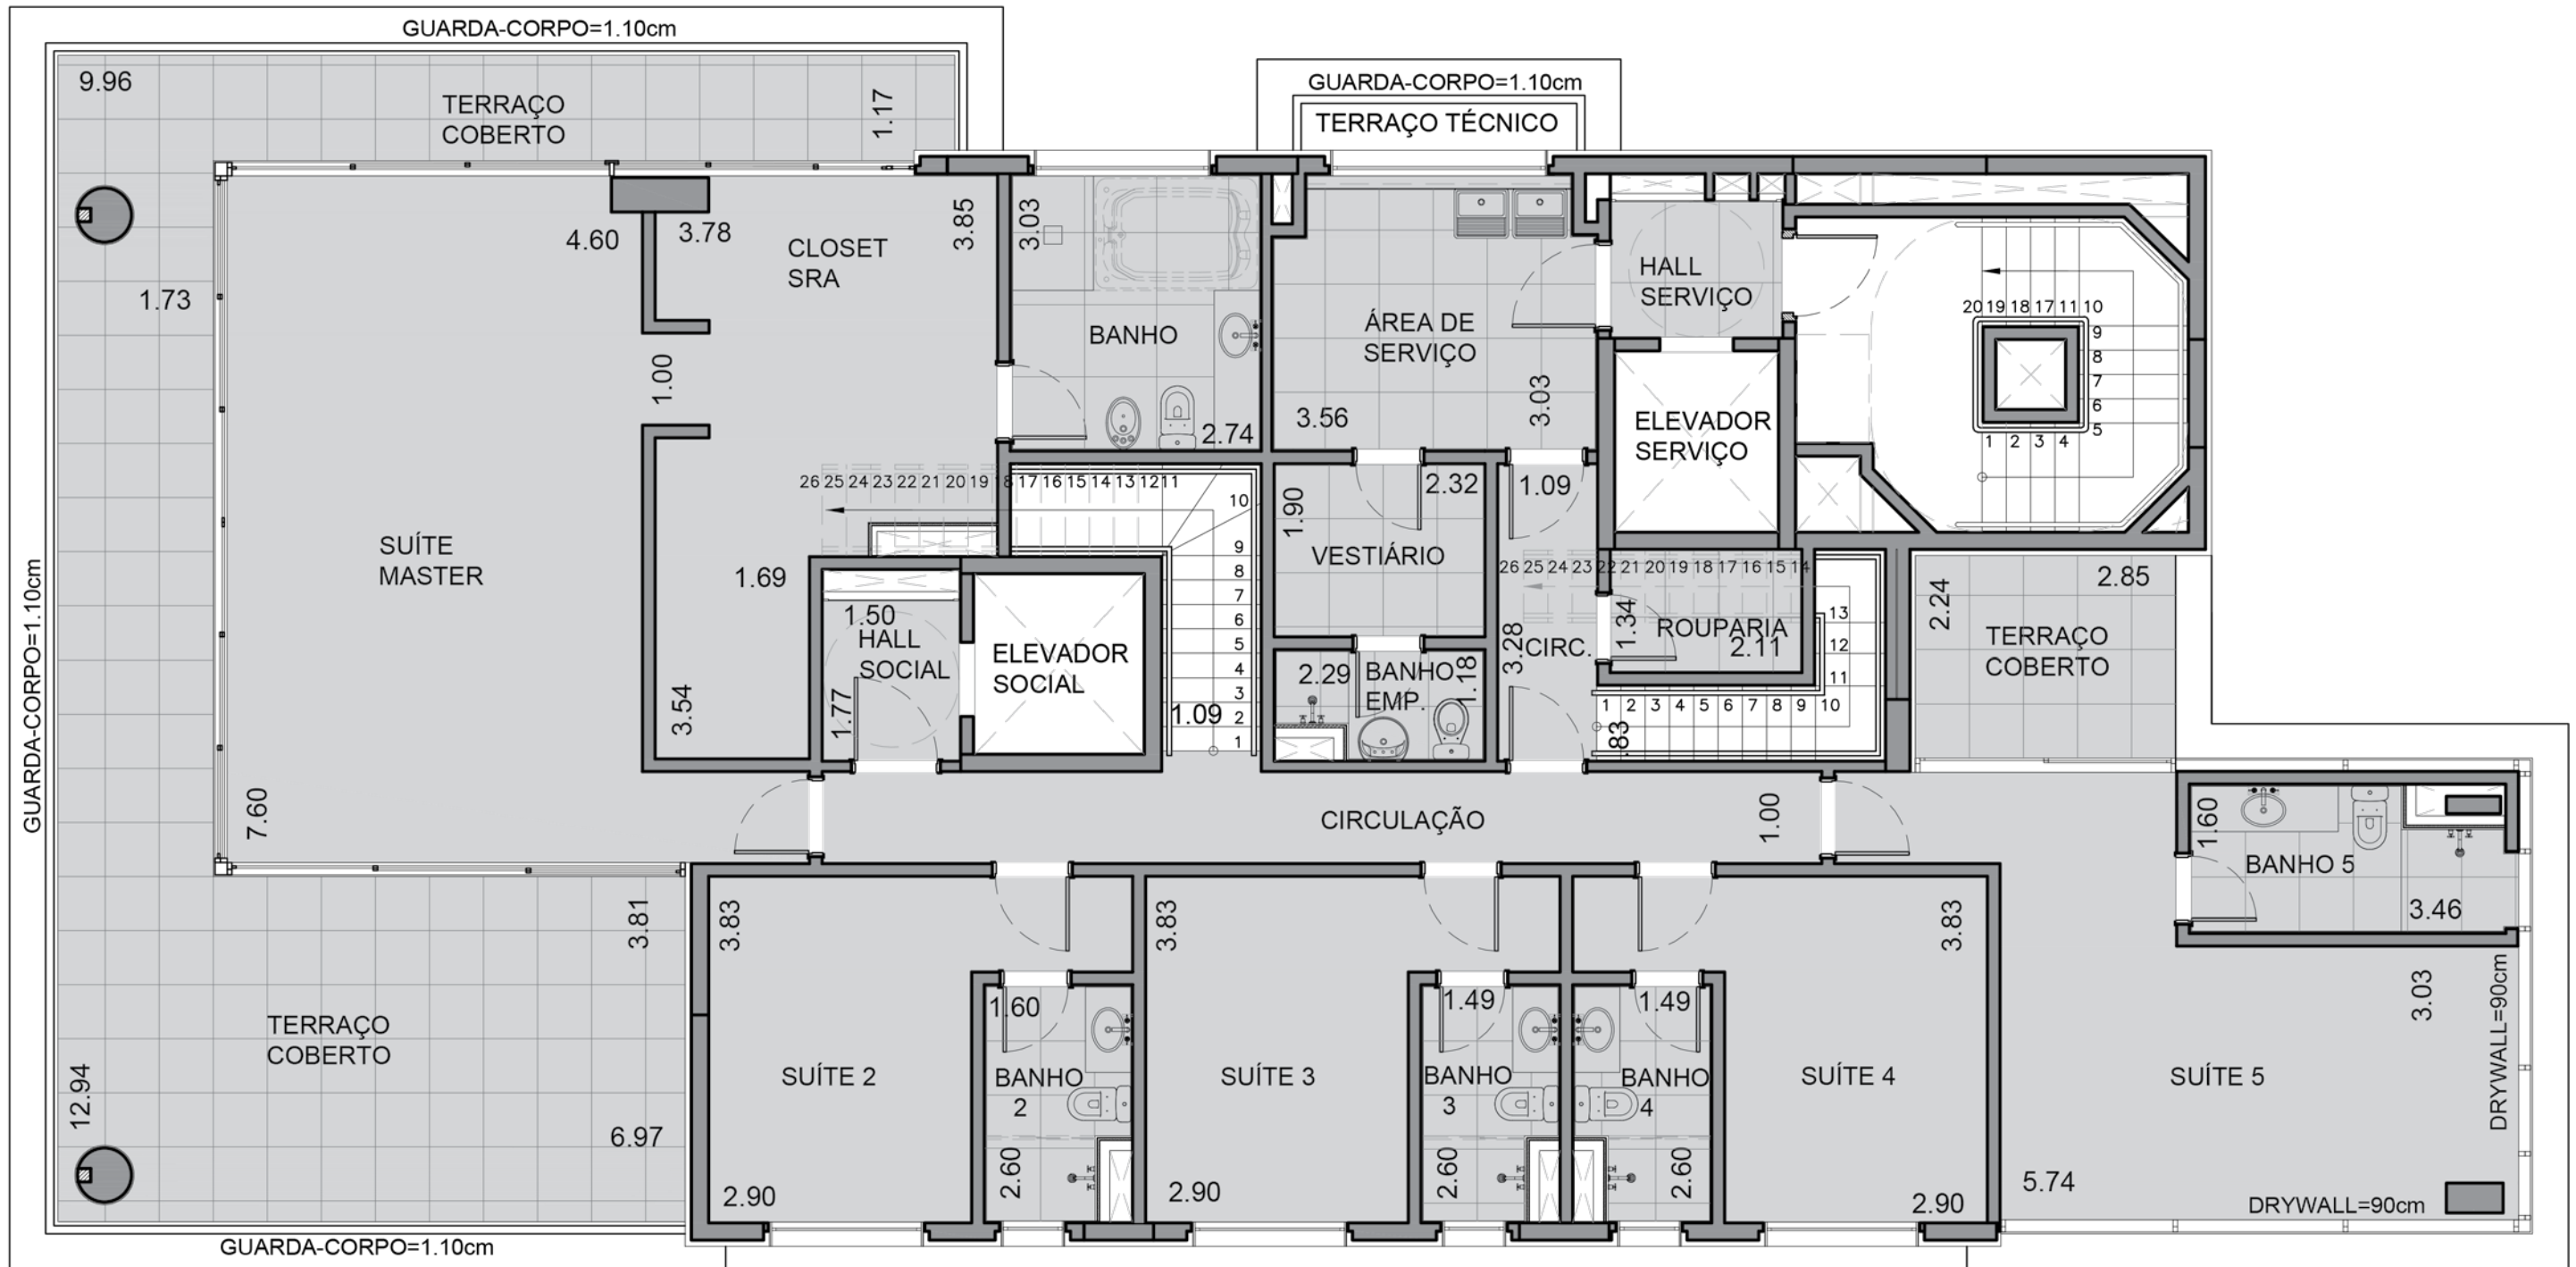 GUARDA-CORPO=1.10cm
9.96
TERRAÇO
COBERTO
1.17
GUARDA-CORPO=1.10cm
TERRAÇO TÉCNICO
4.60
3.78
CLOSET
SRA
3.85
3.03
BANHO
2.74
1.73
1.00
ÁREA DE
SERVIÇO
3.56
3.03
HALL
SERVIÇO
ELEVADOR
SERVIÇO
20 19 18 17 11 10
9
8
7
6
5
1 2 3 4
26 25 24 23 22 21 20 19 18 17 16 15 14 13 12 11
10
9
8
7
6
5
4
3
2
1
1.09
SUÍTE
MASTER
1.69
3.54
7.60
1.50
HALL
SOCIAL
1.77
ELEVADOR
SOCIAL
1.90
2.32
VESTIÁRIO
1.09
2.29
BANHO
EMP.
1.18
26 25 24 23 22 21 20 19 18 17 16 15 14
13
12
11
1 2 3 4 5 6 7 8 9 10
.83
3.28
CIRC.
1.34
ROUPARIA
2.11
2.24
2.85
TERRAÇO
COBERTO
GUARDA-CORPO=1.10cm
CIRCULAÇÃO
1.00
1.60
BANHO 5
3.46
3.81
TERRAÇO
COBERTO
12.94
6.97
GUARDA-CORPO=1.10cm
3.83
SUÍTE 2
2.90
1.60
BANHO
2
2.60
3.83
SUÍTE 3
2.90
1.49
BANHO
3
2.60
1.49
BANHO
4
2.60
3.83
SUÍTE 4
2.90
3.03
SUÍTE 5
5.74
DRYWALL=90cm
DRYWALL=90cm